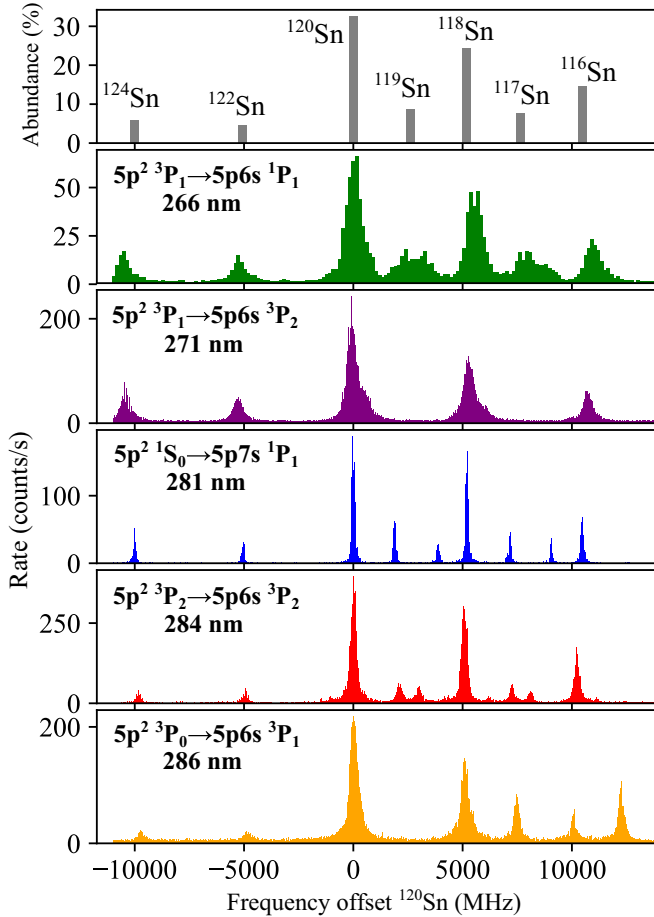 Abundance (%)
30
20
10
0
¹²⁴Sn
¹²²Sn
¹²⁰Sn
¹¹⁹Sn
¹¹⁸Sn
¹¹⁷Sn
¹¹⁶Sn
Rate (counts/s)
5p² ³P₁→5p6s ¹P₁
266 nm
50
25
0
5p² ³P₁→5p6s ³P₂
271 nm
200
0
5p² ¹S₀→5p7s ¹P₁
281 nm
100
0
5p² ³P₂→5p6s ³P₂
284 nm
250
0
5p² ³P₀→5p6s ³P₁
286 nm
200
0
−10000 −5000 0 5000 10000
Frequency offset ¹²⁰Sn (MHz)